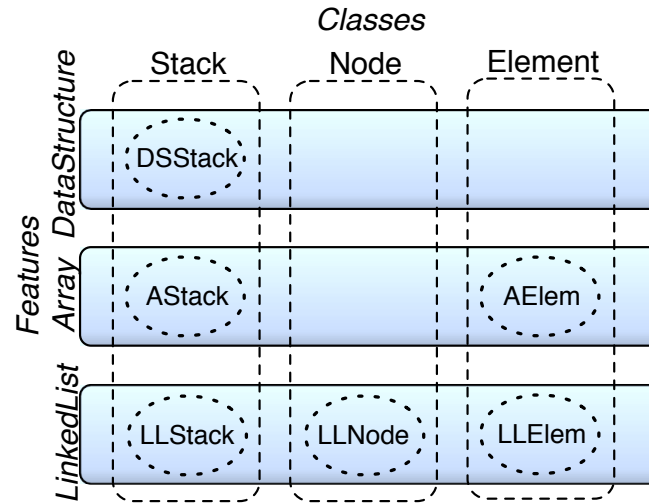 Classes
Stack Node Element
Features
DataStructure
DSStack
Array
AStack AElem
LinkedList
LLStack LLNode LLElem